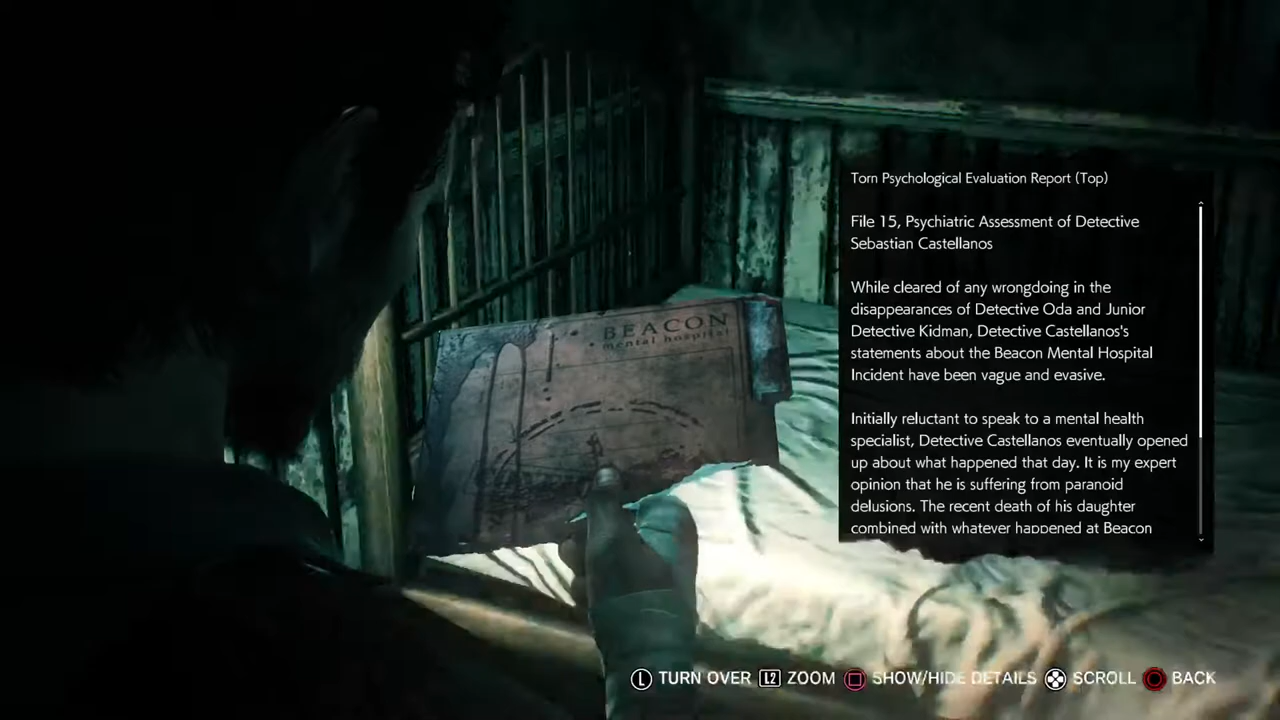 BEACON
mental hospital
Torn Psychological Evaluation Report (Top)
File 15, Psychiatric Assessment of Detective
Sebastian Castellanos
While cleared of any wrongdoing in the
disappearances of Detective Oda and Junior
Detective Kidman, Detective Castellanos's
statements about the Beacon Mental Hospital
Incident have been vague and evasive.
Initially reluctant to speak to a mental health
specialist, Detective Castellanos eventually opened
up about what happened that day. It is my expert
opinion that he is suffering from paranoid
delusions. The recent death of his daughter
combined with whatever happened at Beacon
L TURN OVER L2 ZOOM SHOW/HIDE DETAILS SCROLL BACK